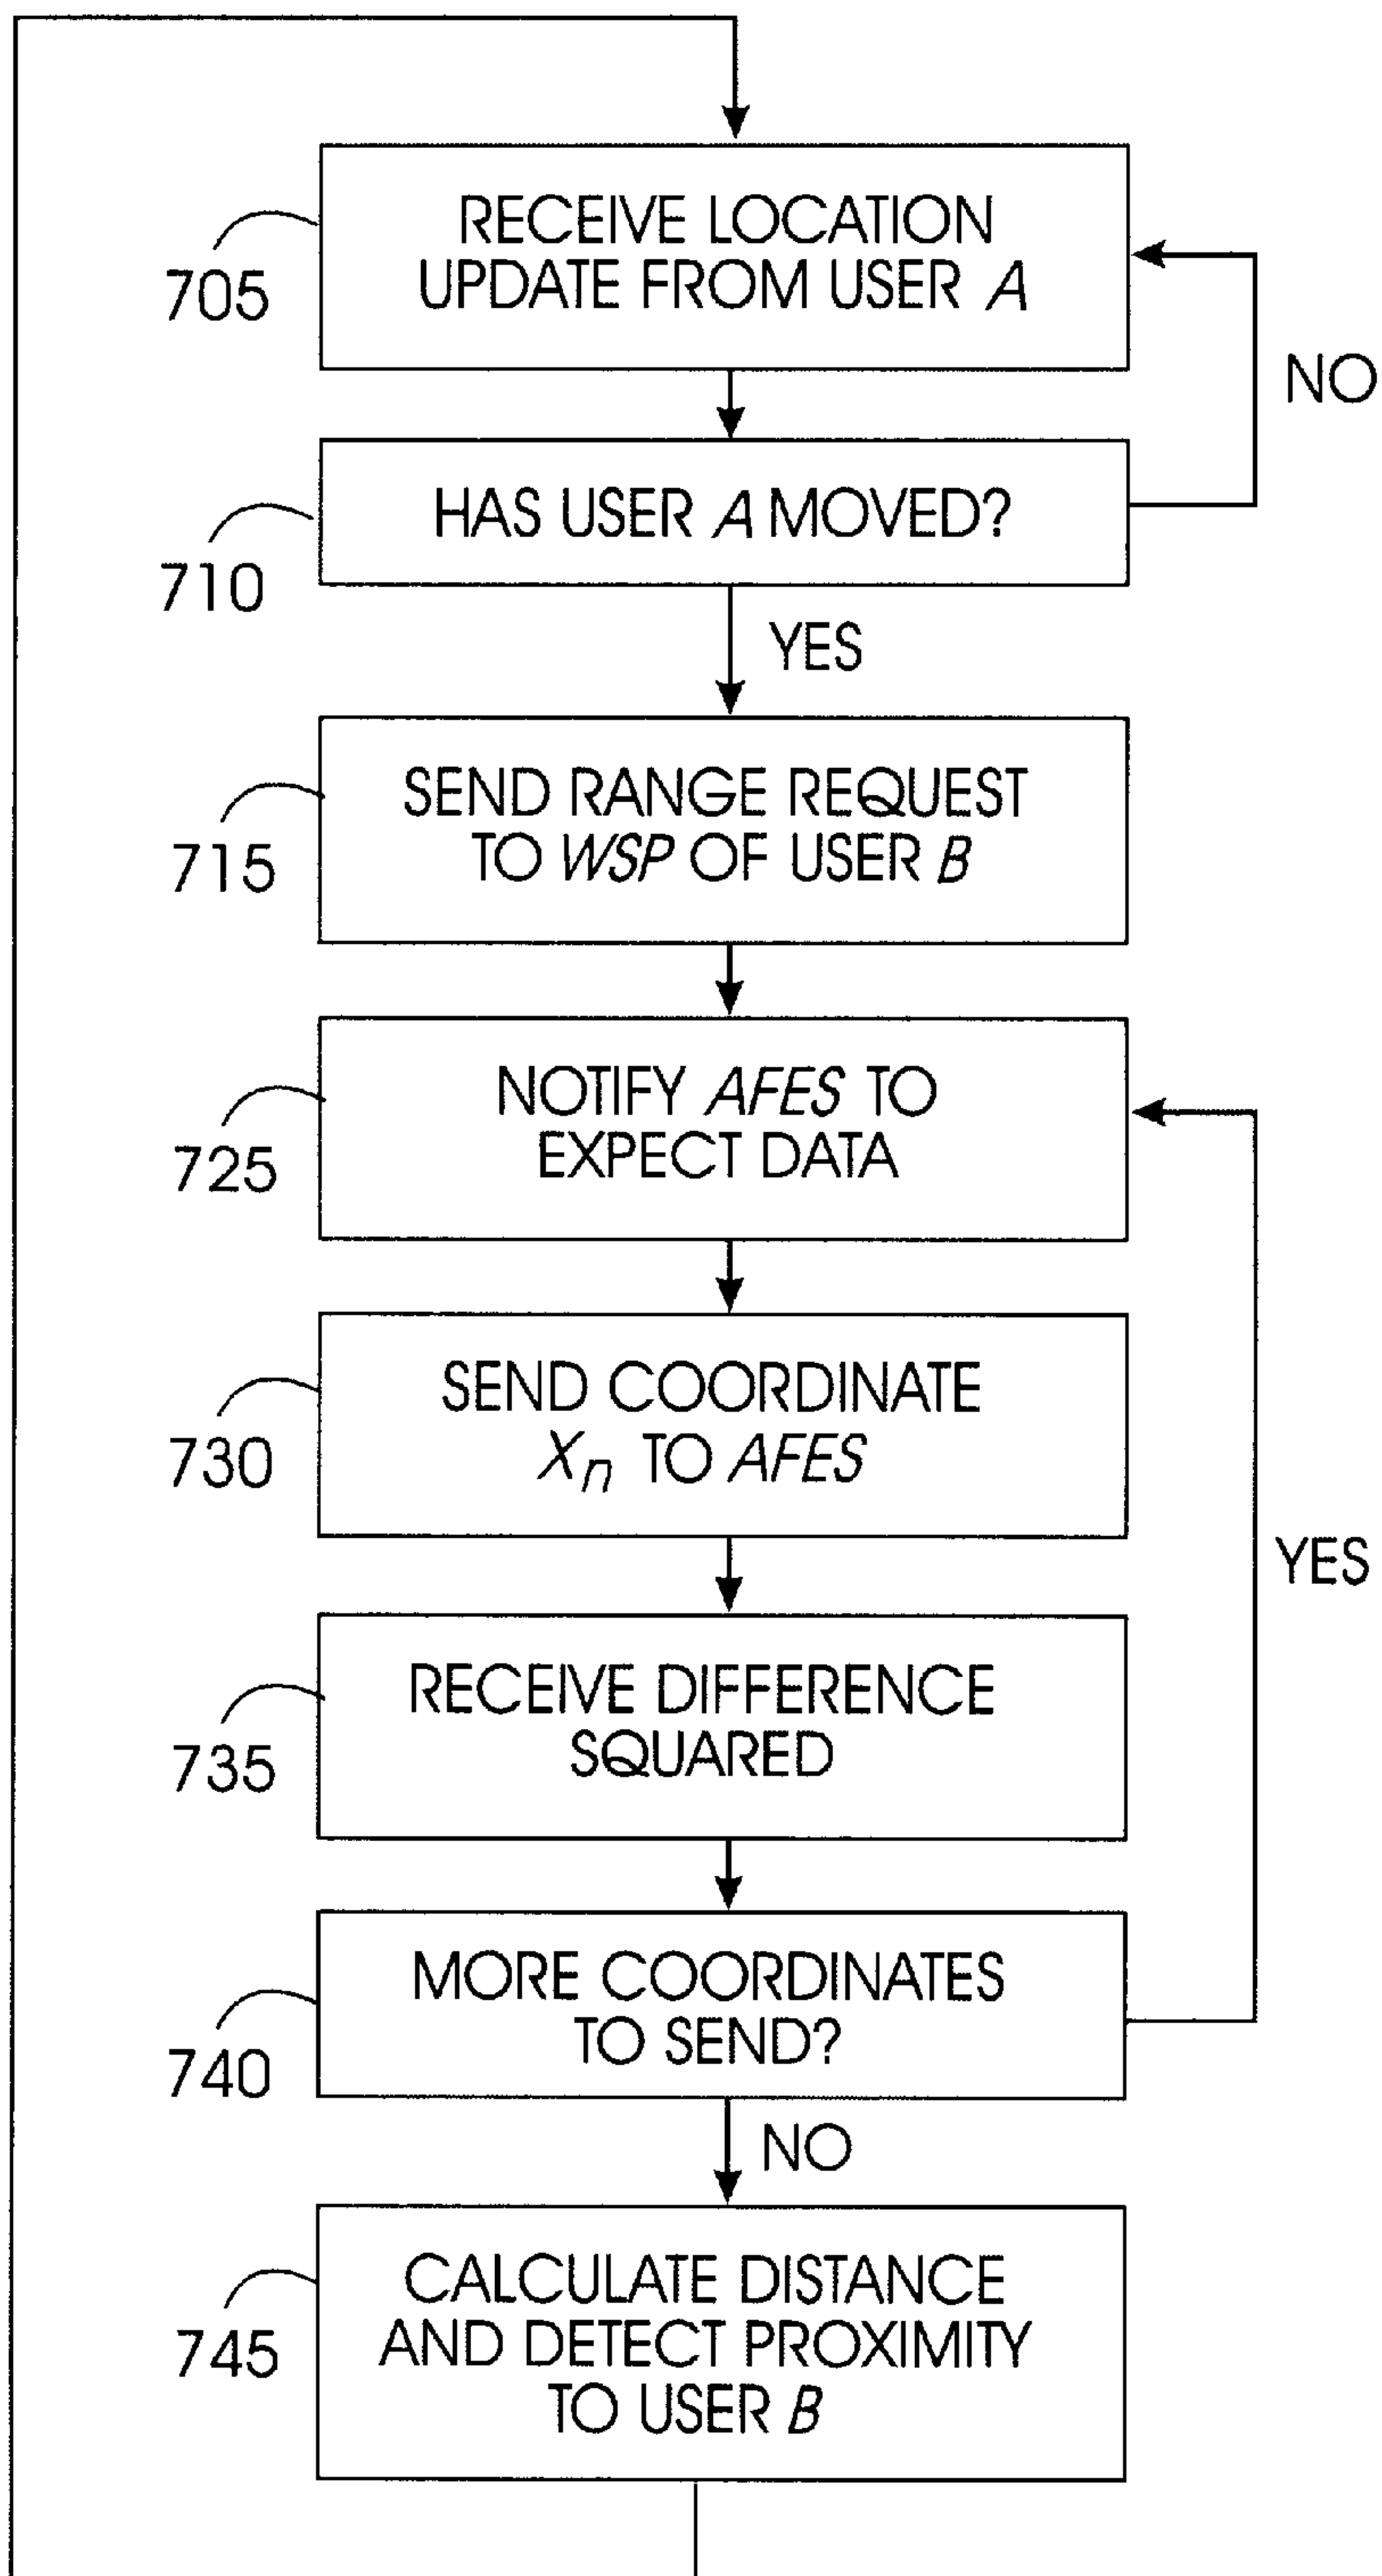 RECEIVE LOCATION
UPDATE FROM USER A
705
NO
HAS USER A MOVED?
710
YES
SEND RANGE REQUEST
TO WSP OF USER B
715
NOTIFY AFES TO
EXPECT DATA
725
SEND COORDINATE
Xn TO AFES
730
YES
RECEIVE DIFFERENCE
SQUARED
735
MORE COORDINATES
TO SEND?
740
NO
CALCULATE DISTANCE
AND DETECT PROXIMITY
TO USER B
745